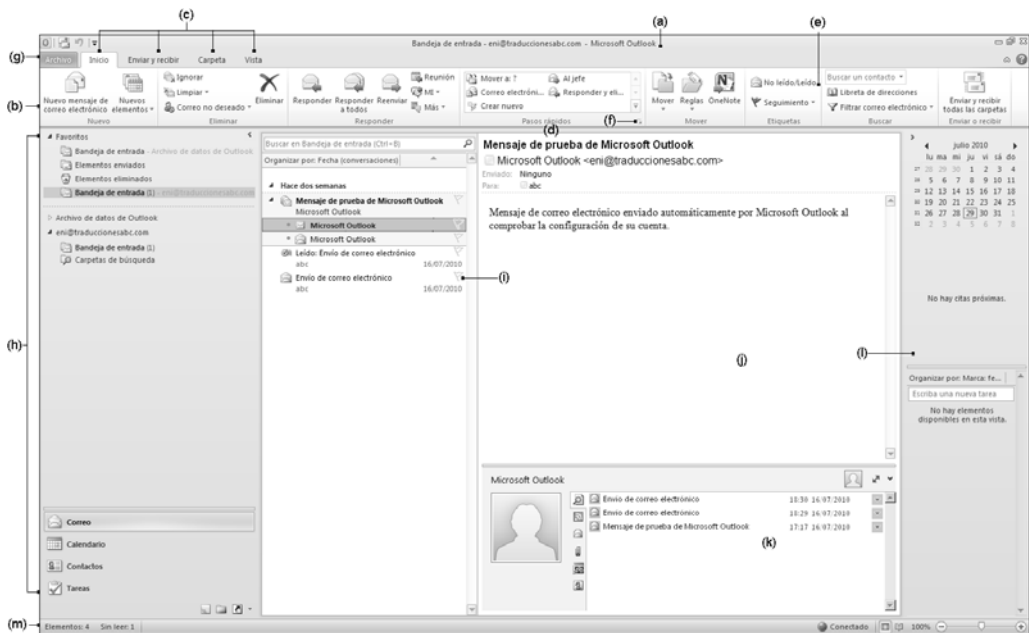 (c)
(a)
(e)
Bandeja de entrada - eni@traduccionesabc.com - Microsoft Outlook
(g)
Archivo Inicio Enviar y recibir Carpeta Vista
(b)
Nuevo mensaje de correo electrónico
Nuevos elementos
Nuevo
Ignorar
Limpiar
Correo no deseado
Eliminar
Eliminar
Responder
Responder a todos
Reenviar
Reunión
MI
Más
Responder
Mover a: ?
Correo electróni...
Crear nuevo
Al jefe
Responder y eli...
Pasos rápidos
(f)
(d)
Mover
Reglas
OneNote
Mover
No leído/Leído
Seguimiento
Etiquetas
Buscar un contacto
Libreta de direcciones
Filtrar correo electrónico
Buscar
Enviar y recibir todas las carpetas
Enviar o recibir
(h)
Favoritos
Bandeja de entrada - Archivo de datos de Outlook
Elementos enviados
Elementos eliminados
Bandeja de entrada (1) - eni@traduccionesabc.com
Archivo de datos de Outlook
eni@traduccionesabc.com
Bandeja de entrada (1)
Carpetas de búsqueda
Correo
Calendario
Contactos
Tareas
Buscar en Bandeja de entrada (Ctrl+B)
Organizar por: Fecha (conversaciones)
Hace dos semanas
Mensaje de prueba de Microsoft Outlook
Microsoft Outlook
Microsoft Outlook
Microsoft Outlook
Leído: Envío de correo electrónico
abc 16/07/2010
Envío de correo electrónico
abc 16/07/2010
(i)
Mensaje de prueba de Microsoft Outlook
Microsoft Outlook <eni@traduccionesabc.com>
Enviado: Ninguno
Para: abc
Mensaje de correo electrónico enviado automáticamente por Microsoft Outlook al
comprobar la configuración de su cuenta.
(j)
Microsoft Outlook
Envío de correo electrónico 18:30 16/07/2010
Envío de correo electrónico 18:29 16/07/2010
Mensaje de prueba de Microsoft Outlook 17:17 16/07/2010
(k)
julio 2010
lu ma mi ju vi sá do
27 28 29 30 1 2 3 4
5 6 7 8 9 10 11
12 13 14 15 16 17 18
19 20 21 22 23 24 25
26 27 28 29 30 31 1
2 3 4 5 6 7 8
No hay citas próximas.
(l)
Organizar por: Marca: fe...
Escriba una nueva tarea
No hay elementos
disponibles en esta vista.
(m)
Elementos: 4 Sin leer: 1
Conectado 100%